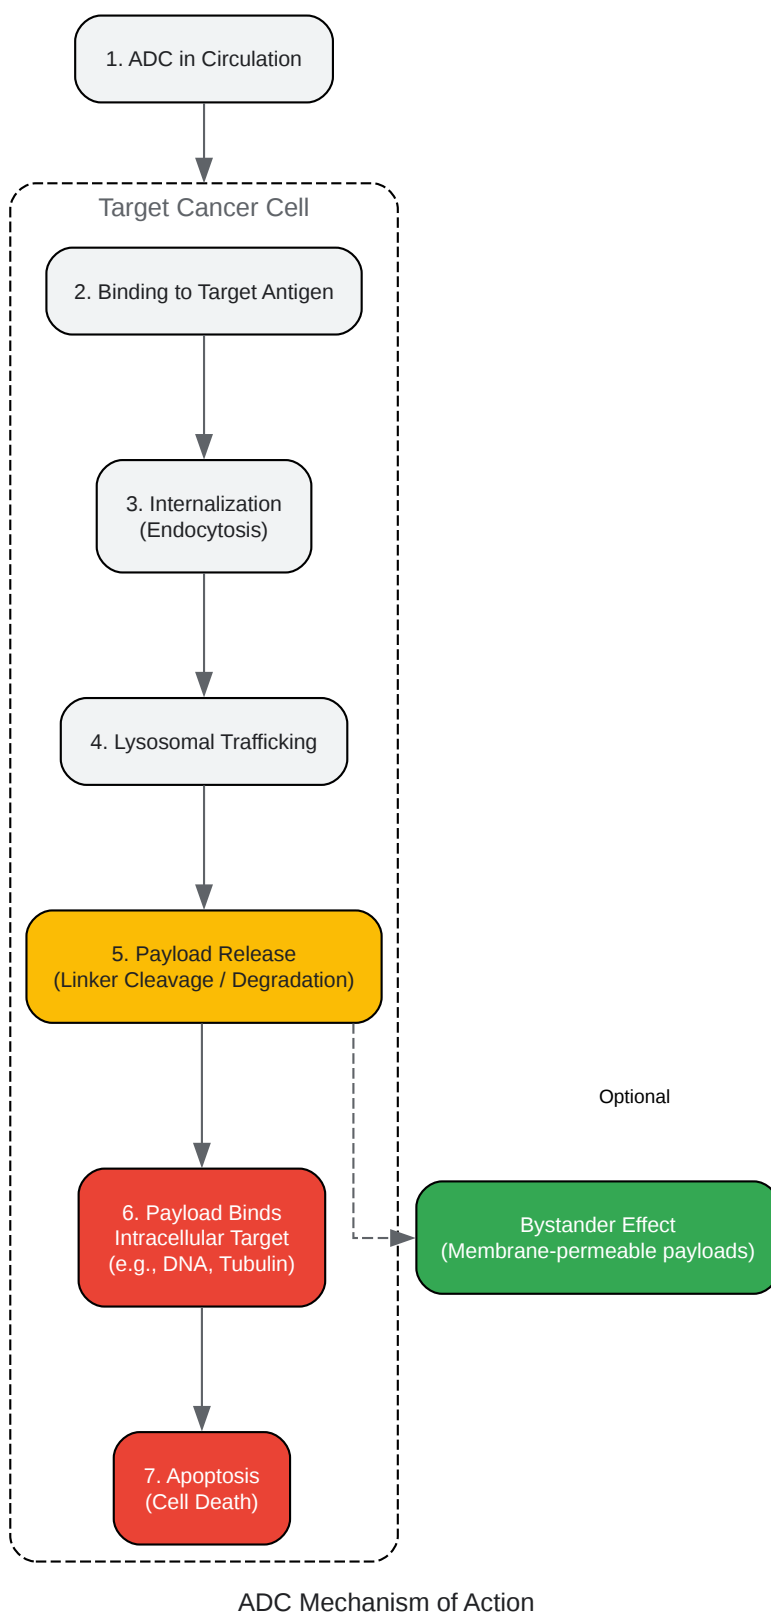 1. ADC in Circulation
Target Cancer Cell
2. Binding to Target Antigen
3. Internalization
(Endocytosis)
4. Lysosomal Trafficking
5. Payload Release
(Linker Cleavage / Degradation)
Optional
6. Payload Binds
Intracellular Target
(e.g., DNA, Tubulin)
Bystander Effect
(Membrane-permeable payloads)
7. Apoptosis
(Cell Death)
ADC Mechanism of Action